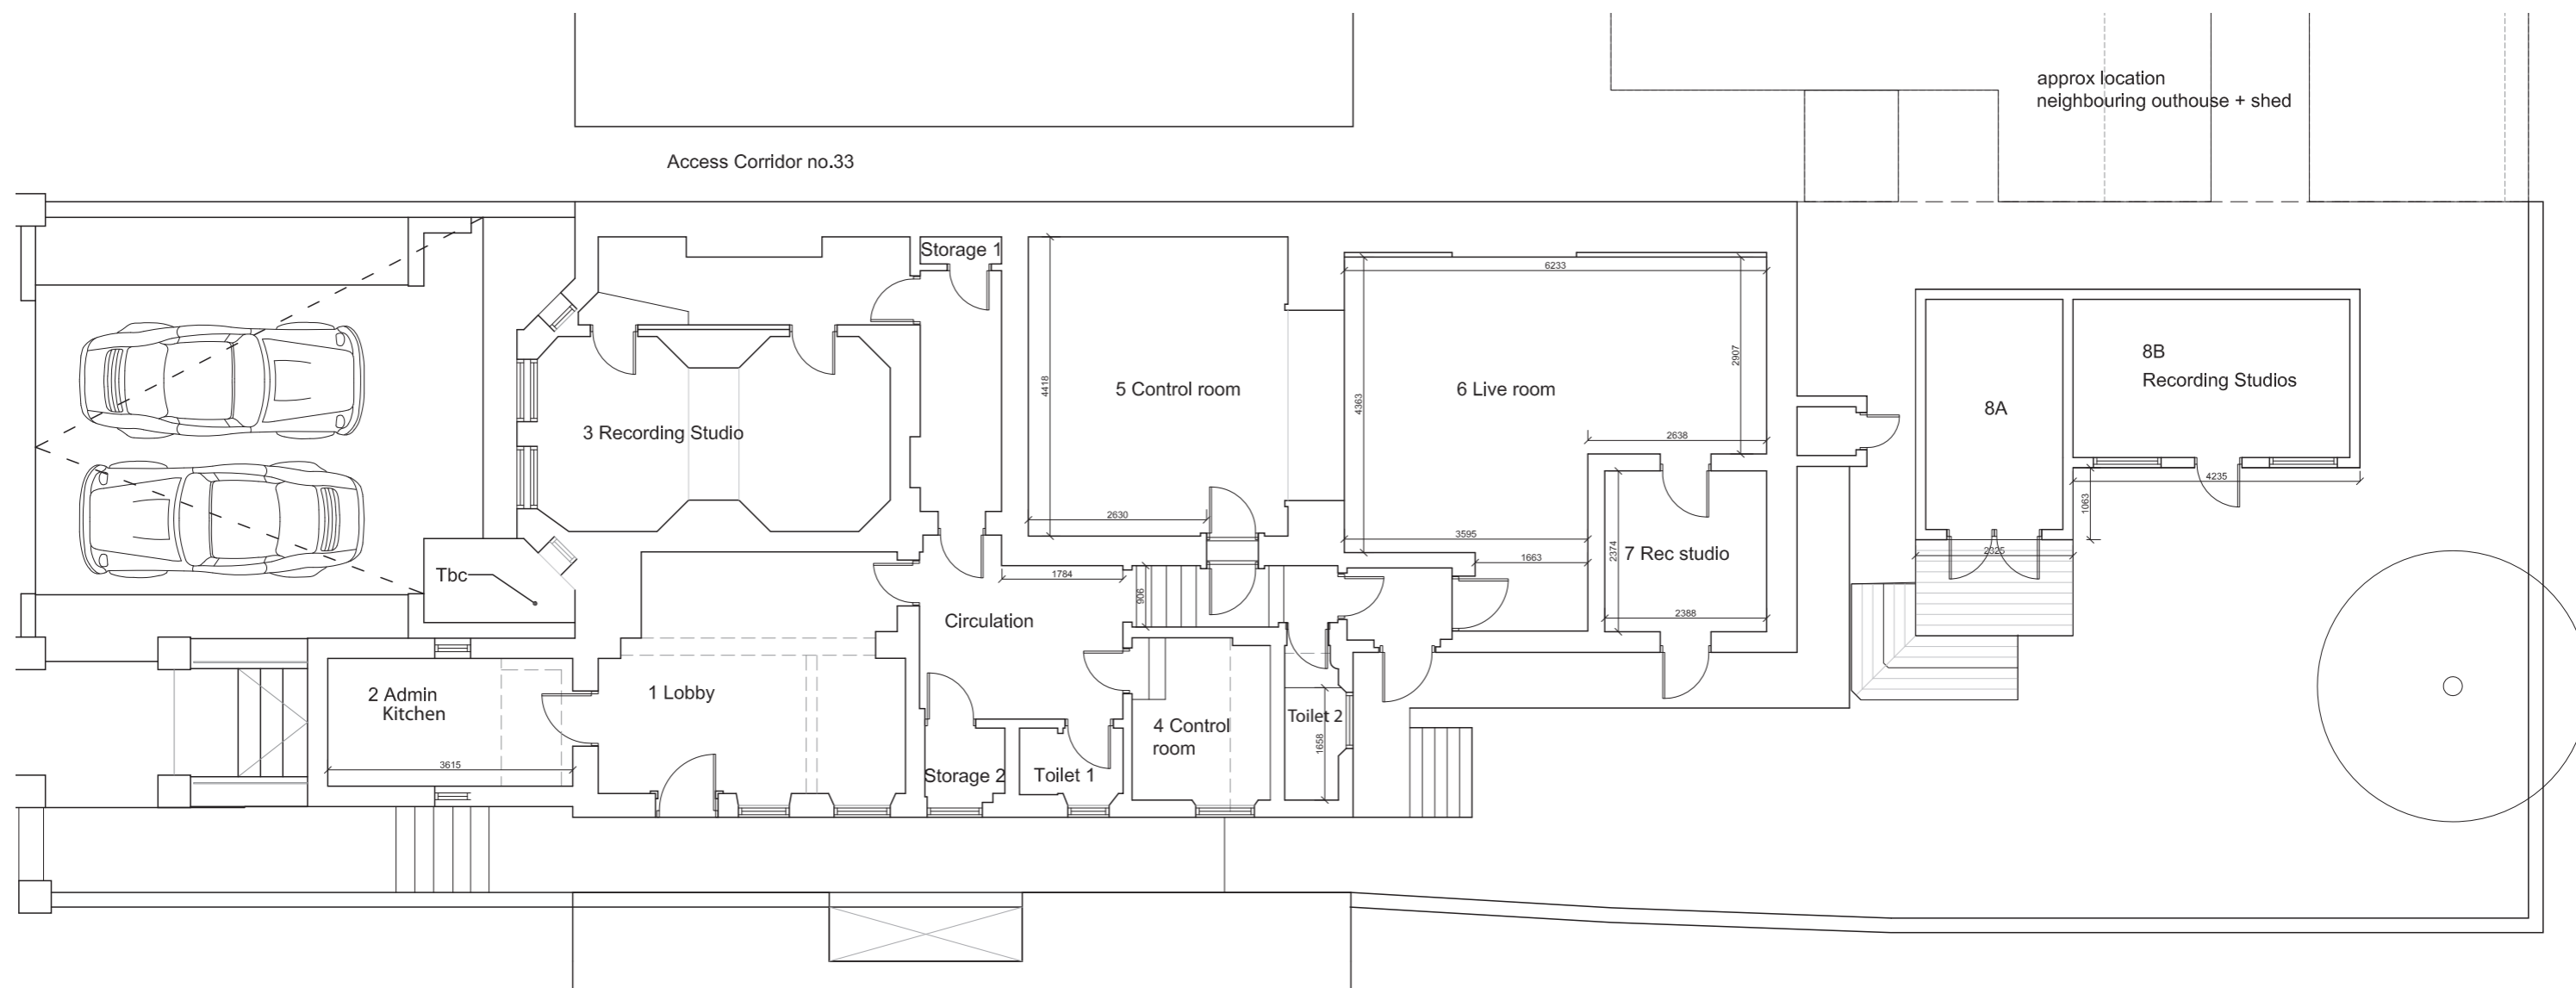 approx location
neighbouring outhouse + shed
Access Corridor no.33
Storage 1
6233
2907
4418
5 Control room
4363
6 Live room
8B
Recording Studios
8A
3 Recording Studio
2638
4235
1063
2630
3595
1663
2374
7 Rec studio
2325
Tbc
1784
906
2388
Circulation
2 Admin
Kitchen
1 Lobby
4 Control
room
Toilet 2
1658
3615
Storage 2
Toilet 1